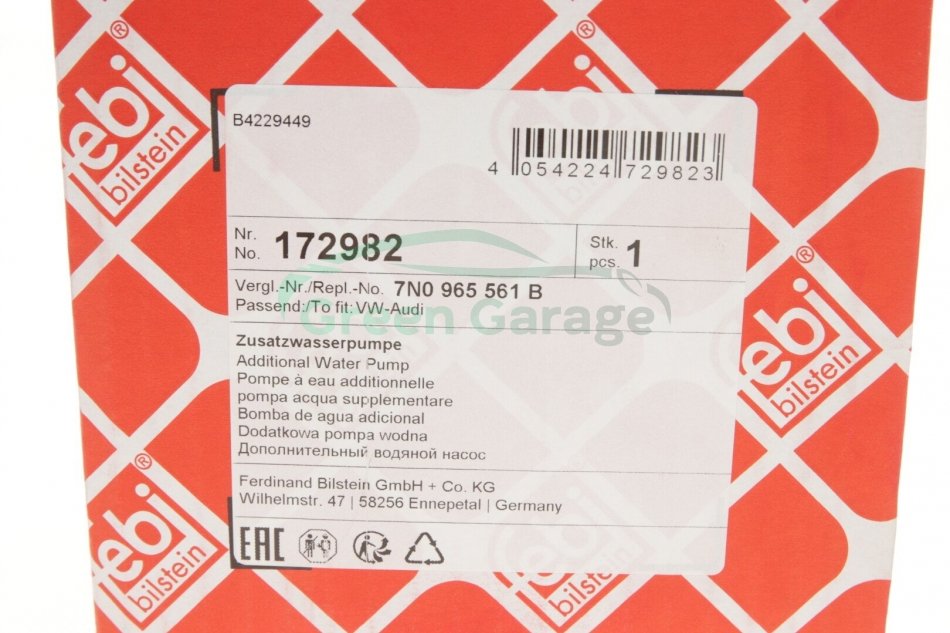 febi®
bilstein
febi®
bilstein
B4229449
4 054224 729823
Nr.
No. 172982
Stk.
pcs. 1
Vergl.-Nr./Repl.-No. 7N0 965 561 B
Passend:/To fit: VW-Audi
Green Garage
Zusatzwasserpumpe
Additional Water Pump
Pompe à eau additionnelle
pompa acqua supplementare
Bomba de agua adicional
Dodatkowa pompa wodna
Дополнительный водяной насос
Ferdinand Bilstein GmbH + Co. KG
Wilhelmstr. 47 | 58256 Ennepetal | Germany
EAC
febi®
bilstein
febi®
bilstein
febi
bilstein